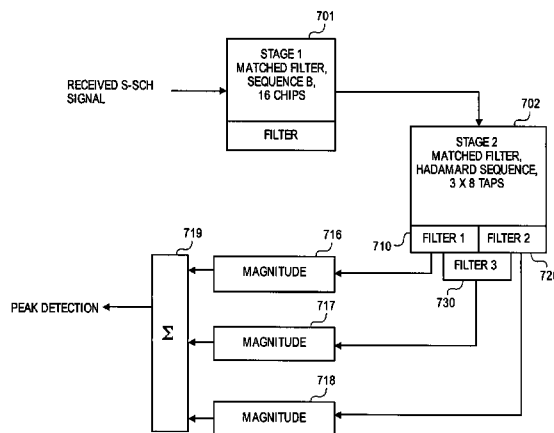 701
STAGE 1
MATCHED FILTER,
SEQUENCE B,
16 CHIPS
FILTER
RECEIVED S-SCH
SIGNAL
702
STAGE 2
MATCHED FILTER,
HADAMARD SEQUENCE,
3 X 8 TAPS
710
FILTER 1
FILTER 2
720
FILTER 3
730
719
Σ
PEAK DETECTION
716
MAGNITUDE
717
MAGNITUDE
718
MAGNITUDE